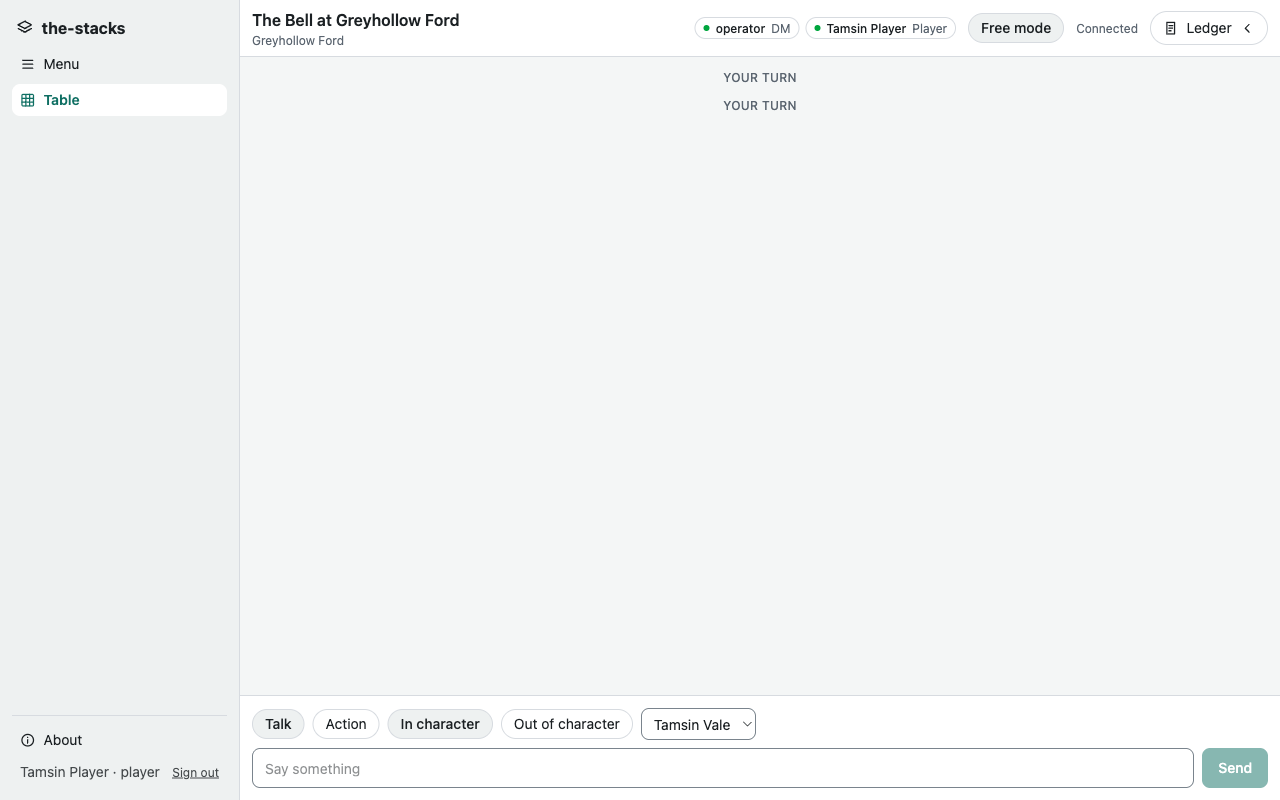 the-stacks
Menu
Table
About
Tamsin Player · player Sign out
The Bell at Greyhollow Ford
Greyhollow Ford
operator DM Tamsin Player Player Free mode Connected Ledger
YOUR TURN
YOUR TURN
Talk Action In character Out of character Tamsin Vale
Say something Send